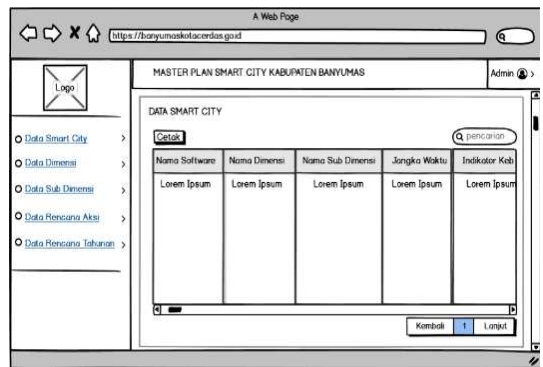 A Web Page
https://banyumaskotacerdas.go.id
Logo
MASTER PLAN SMART CITY KABUPATEN BANYUMAS
Admin
DATA SMART CITY
Cetak
pencarian
Data Smart City
Data Dimensi
Data Sub Dimensi
Data Rencana Aksi
Data Rencana Tahunan
Nama Software Nama Dimensi Nama Sub Dimensi Jangka Waktu Indikator Keb
Lorem Ipsum Lorem Ipsum Lorem Ipsum Lorem Ipsum Lorem Ipsum
Kembali 1 Lanjut